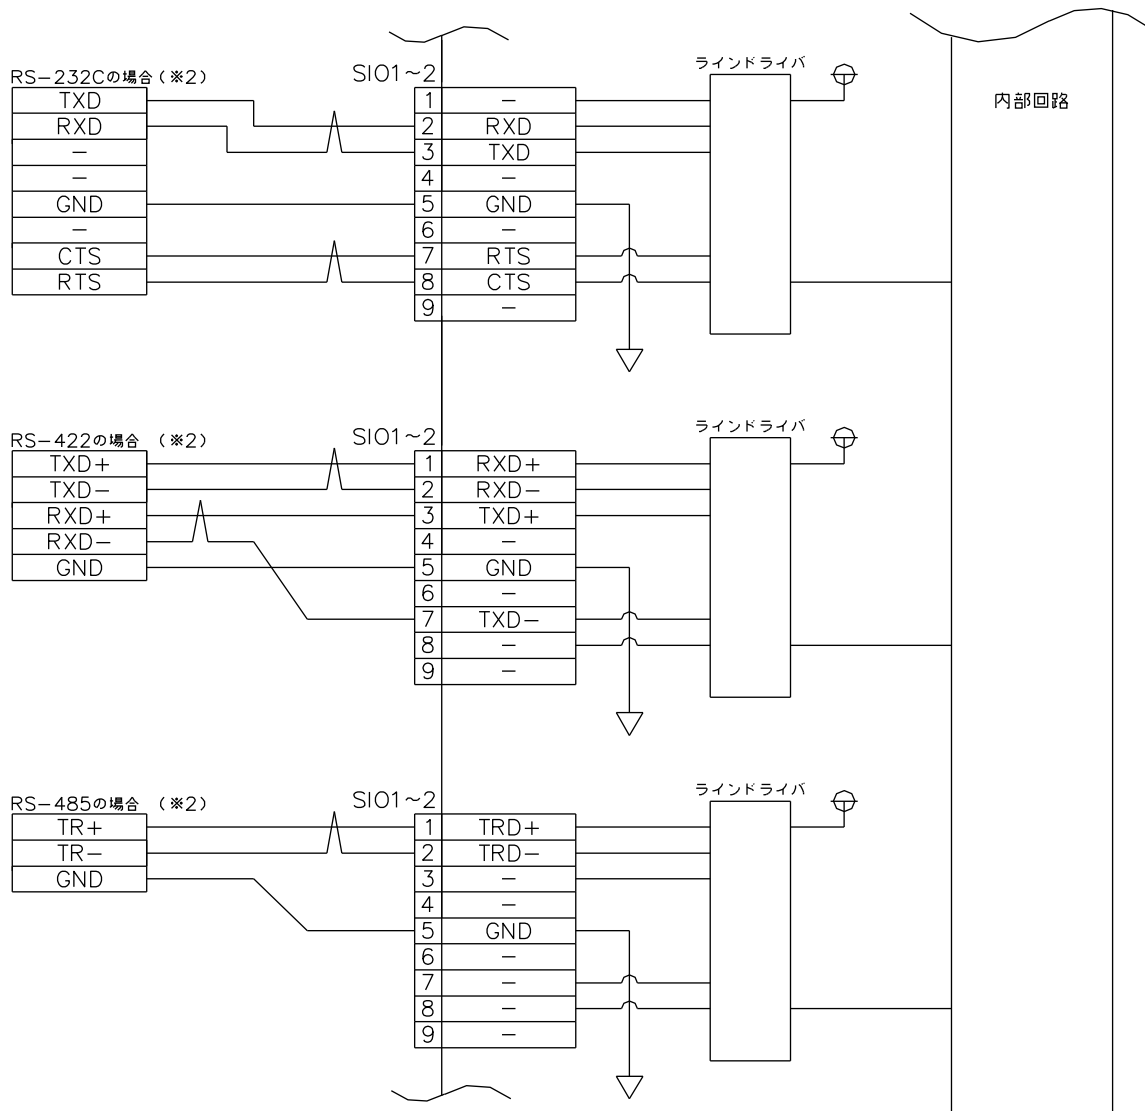 RS-232Cの場合(※2)
SIO1~2
ラインドライバ
内部回路
TXD 1 -
RXD 2 RXD
- 3 TXD
- 4 -
GND 5 GND
- 6 -
CTS 7 RTS
RTS 8 CTS
9 -
RS-422の場合 (※2)
SIO1~2
ラインドライバ
TXD+ 1 RXD+
TXD- 2 RXD-
RXD+ 3 TXD+
RXD- 4 -
GND 5 GND
6 -
7 TXD-
8 -
9 -
RS-485の場合 (※2)
SIO1~2
ラインドライバ
TR+ 1 TRD+
TR- 2 TRD-
GND 3 -
4 -
5 GND
6 -
7 -
8 -
9 -